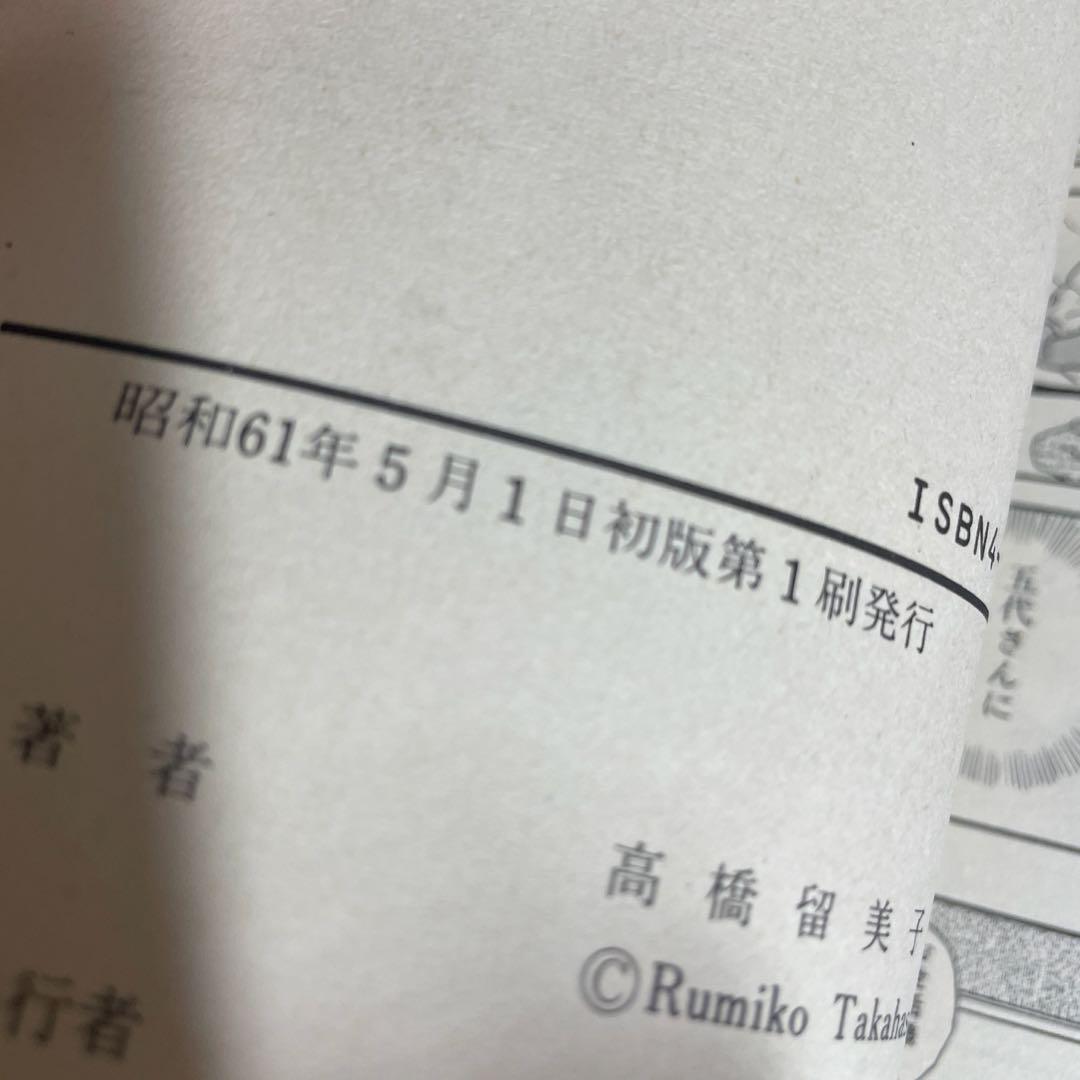 ISBN4-
昭和61年5月1日初版第1刷発行
著者
高橋留美子
©Rumiko Takahas
行者
五代さんに